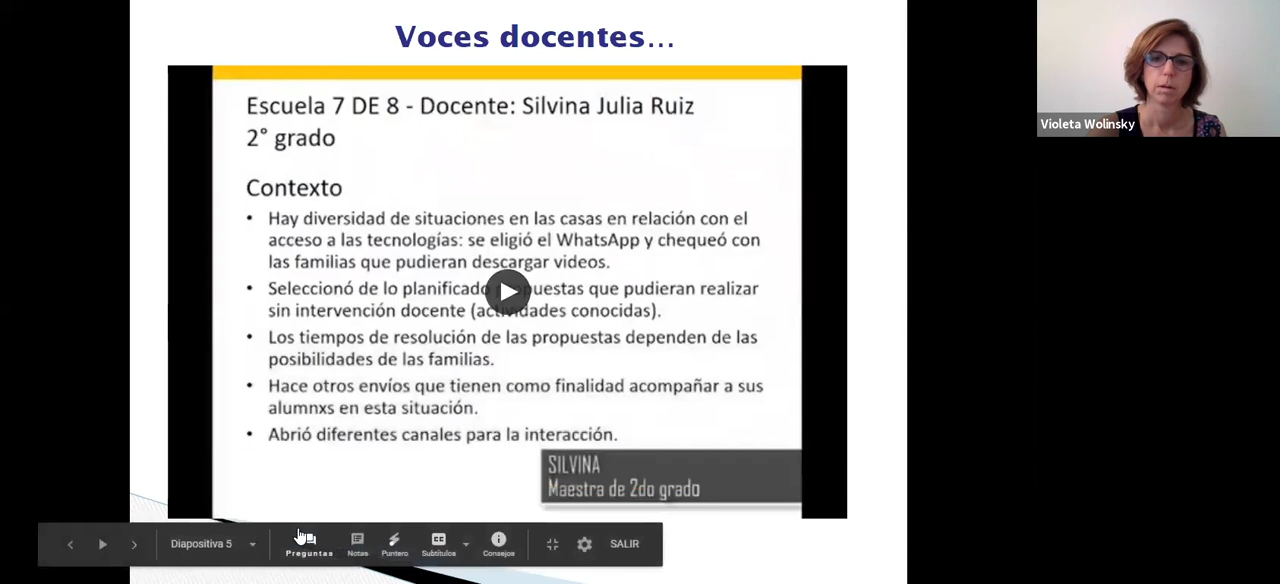 Voces docentes...
Violeta Wolinsky
Escuela 7 DE 8 - Docente: Silvina Julia Ruiz
2° grado
Contexto
• Hay diversidad de situaciones en las casas en relación con el
acceso a las tecnologías: se eligió el WhatsApp y chequeó con
las familias que pudieran descargar videos.
• Seleccionó de lo planificado puestas que pudieran realizar
sin intervención docente (actividades conocidas).
• Los tiempos de resolución de las propuestas dependen de las
posibilidades de las familias.
• Hace otros envíos que tienen como finalidad acompañar a sus
alumnxs en esta situación.
• Abrió diferentes canales para la interacción.
SILVINA
Maestra de 2do grado
Diapositiva 5
Preguntas
Notas
Puntero
Subtítulos
Consejos
SALIR